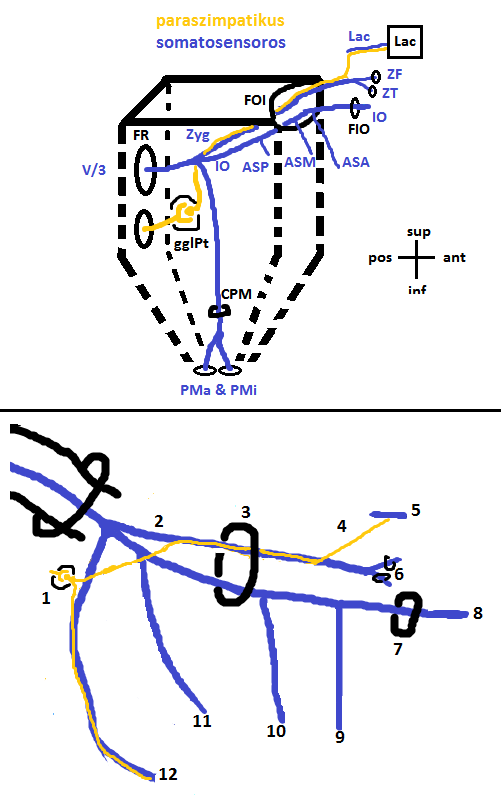 paraszimpatikus
somatosensoros
Lac
Lac
ZF
FOI
ZT
FR
Zyg
FIO
IO
V/3
IO
ASP
ASM
ASA
gglPt
sup
pos
ant
inf
CPM
PMa & PMi
3
5
2
4
6
1
8
7
11
10
9
12